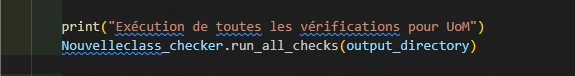 print("Exécution de toutes les vérifications pour UoM")
Nouvelleclass_checker.run_all_checks(output_directory)